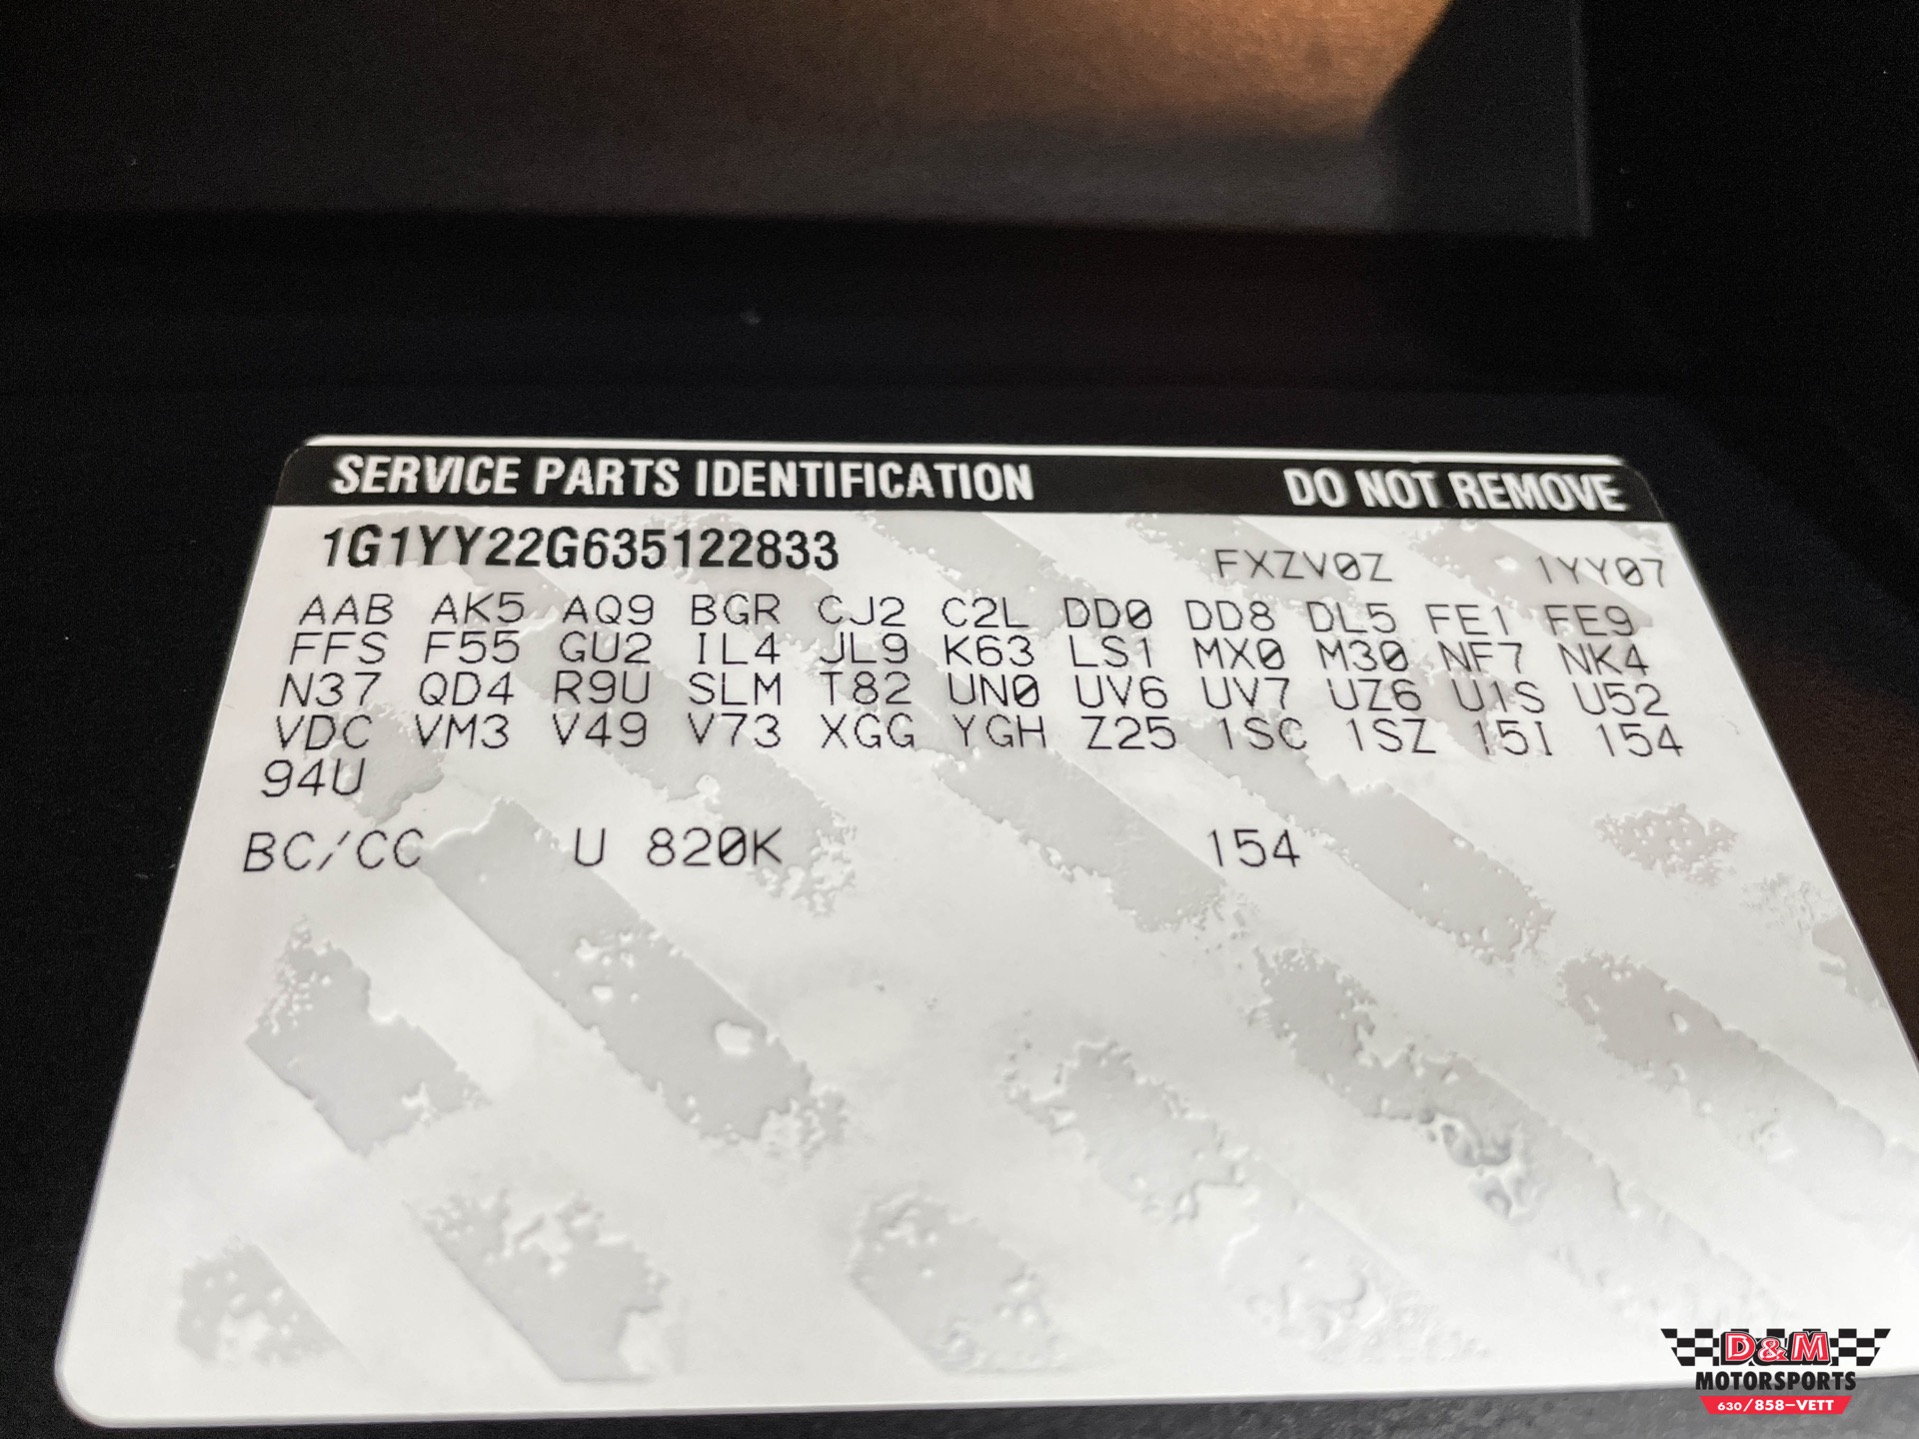 SERVICE PARTS IDENTIFICATION DO NOT REMOVE
1G1YY22G635122833 FXZV0Z 1YY07
AAB AK5 AQ9 BGR CJ2 C2L DD0 DD8 DL5 FE1 FE9
FFS F55 GU2 IL4 JL9 K63 LS1 MX0 M30 NF7 NK4
N37 QD4 R9U SLM T82 UN0 UV6 UV7 UZ6 U1S U52
VDC VM3 V49 V73 XGG YGH Z25 1SC 1SZ 15I 154
94U
BC/CC U 820K 154
D&M
MOTORSPORTS
630/858-VETT